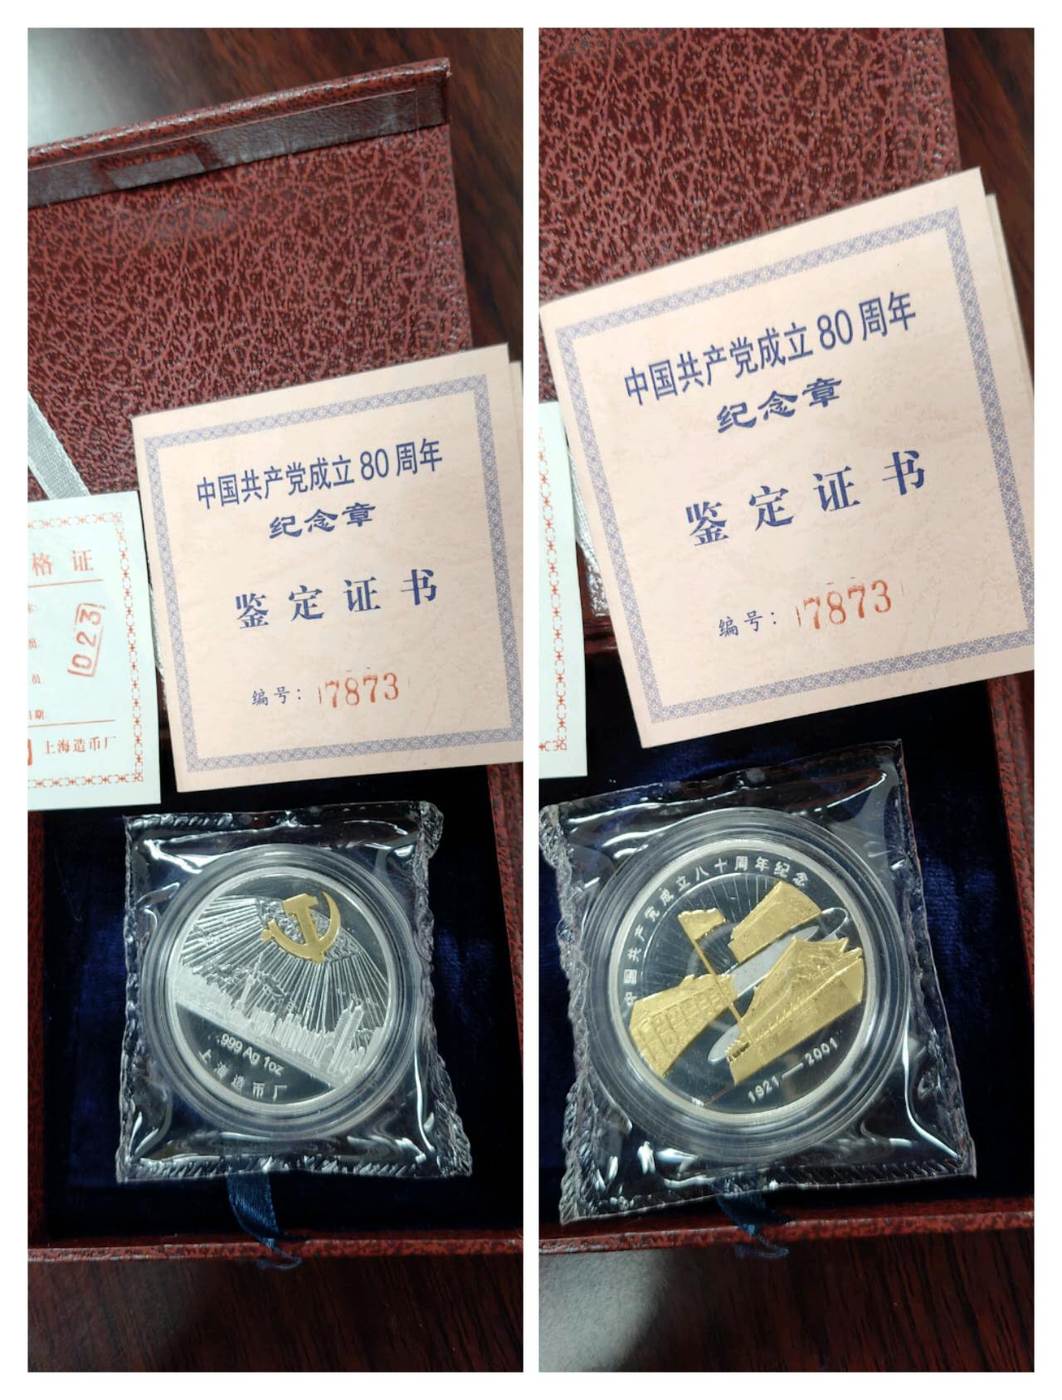 中国共产党成立80周年
纪念章
鉴定证书
编号：17873
格证
023
员
期
上海造币厂
.999 Ag 1oz
上海造币厂
中国共产党成立80周年
纪念章
鉴定证书
编号：17873
中國共产党成立八十周年纪念
1921—2001